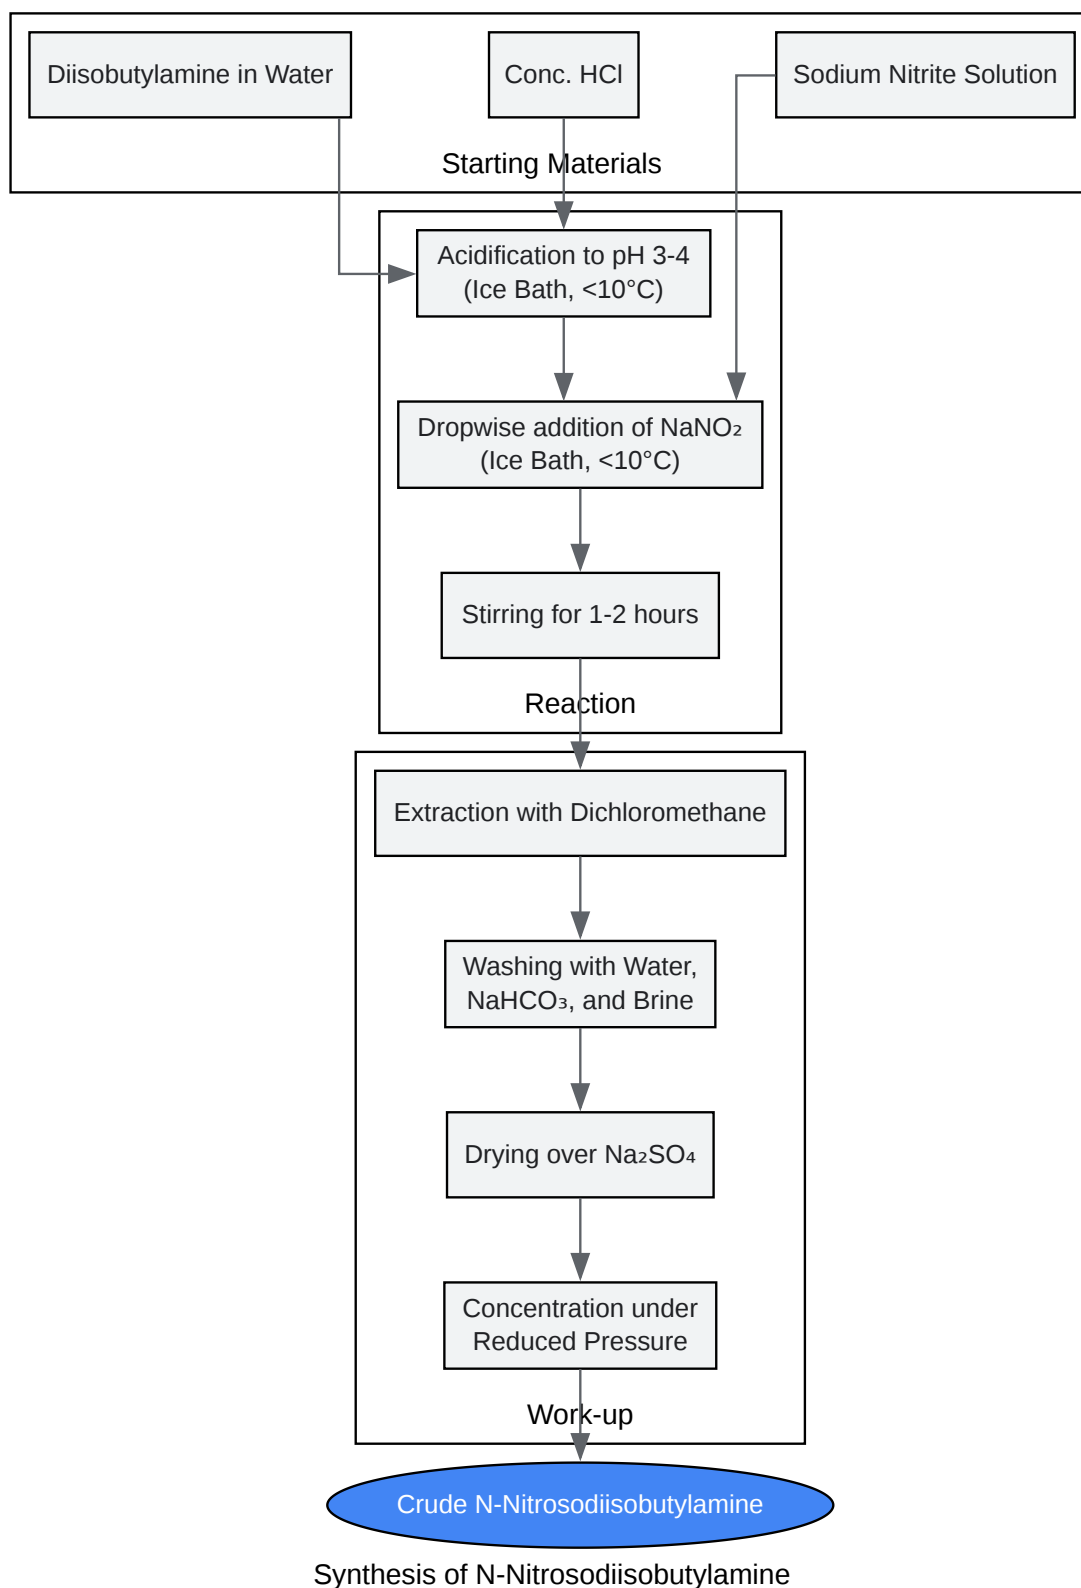 Diisobutylamine in Water
Conc. HCl
Sodium Nitrite Solution
Starting Materials
Acidification to pH 3-4
(Ice Bath, <10°C)
Dropwise addition of NaNO₂
(Ice Bath, <10°C)
Stirring for 1-2 hours
Reaction
Extraction with Dichloromethane
Washing with Water,
NaHCO₃, and Brine
Drying over Na₂SO₄
Concentration under
Reduced Pressure
Work-up
Crude N-Nitrosodiisobutylamine
Synthesis of N-Nitrosodiisobutylamine